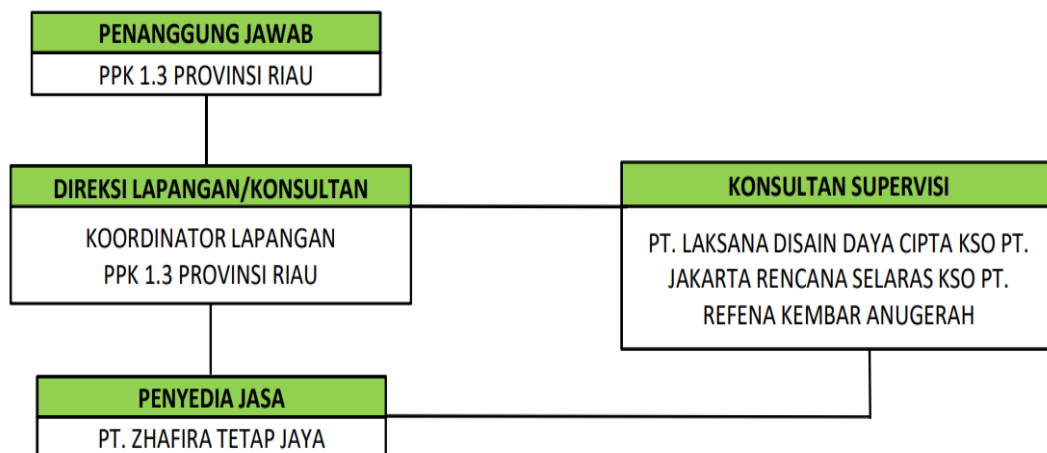 PENANGGUNG JAWAB
PPK 1.3 PROVINSI RIAU
DIREKSI LAPANGAN/KONSULTAN
KOORDINATOR LAPANGAN
PPK 1.3 PROVINSI RIAU
KONSULTAN SUPERVISI
PT. LAKSANA DISAIN DAYA CIPTA KSO PT.
JAKARTA RENCANA SELARAS KSO PT.
REFENA KEMBAR ANUGERAH
PENYEDIA JASA
PT. ZHAFIRA TETAP JAYA